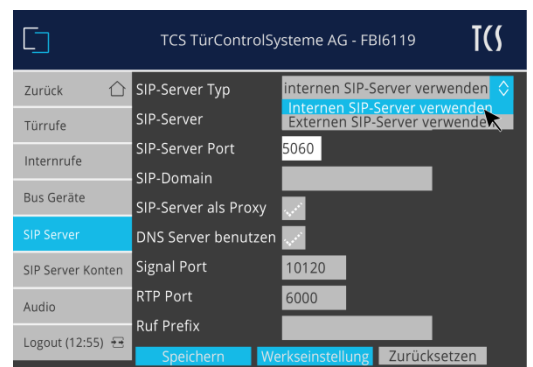 TCS TürControlSysteme AG - FBI6119
TCS
Zurück
Türrufe
Internrufe
Bus Geräte
SIP Server
SIP Server Konten
Audio
Logout (12:55)
SIP-Server Typ internen SIP-Server verwenden
Internen SIP-Server verwenden
SIP-Server Externen SIP-Server verwenden
SIP-Server Port 5060
SIP-Domain
SIP-Server als Proxy
DNS Server benutzen
Signal Port 10120
RTP Port 6000
Ruf Prefix
Speichern Werkseinstellung Zurücksetzen